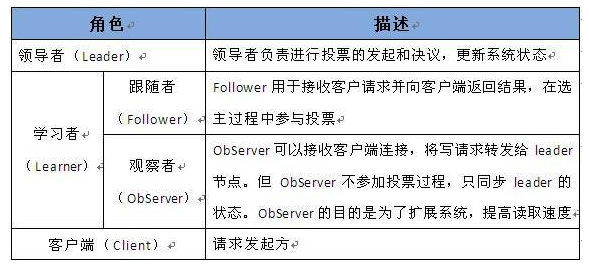 角色 描述
领导者（Leader） 领导者负责进行投票的发起和决议，更新系统状态
学习者
（Learner）
跟随者
（Follower）
Follower 用于接收客户请求并向客户端返回结果，在选
主过程中参与投票
观察者
（ObServer）
ObServer 可以接收客户端连接，将写请求转发给 leader
节点。但 ObServer 不参加投票过程，只同步 leader 的
状态。ObServer 的目的是为了扩展系统，提高读取速度
客户端（Client） 请求发起方